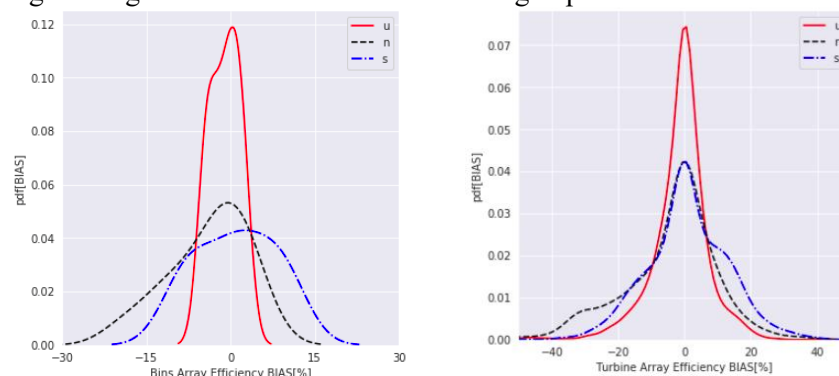 0.12
0.10
0.08
0.06
0.04
0.02
0.00
pdf[BIAS]
−30
−15
0
15
30
Bins Array Efficiency BIAS[%]
u
n
s
0.07
0.06
0.05
0.04
0.03
0.02
0.01
0.00
pdf[BIAS]
−40
−20
0
20
40
Turbine Array Efficiency BIAS[%]
u
n
s